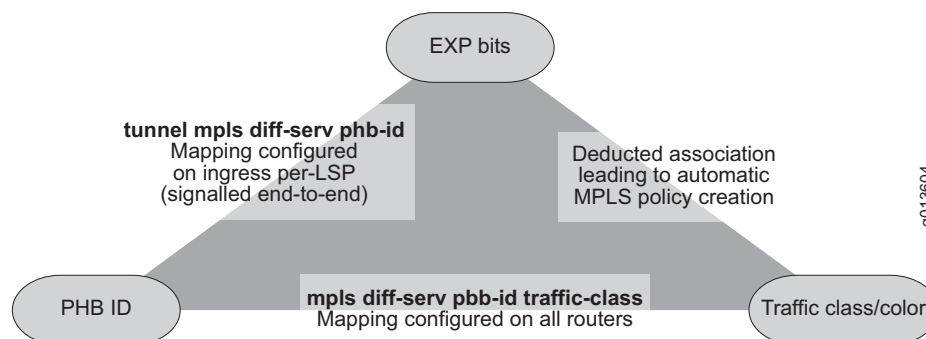 EXP bits
tunnel mpls diff-serv phb-id
Mapping configured
on ingress per-LSP
(signalled end-to-end)
Deducted association
leading to automatic
MPLS policy creation
g013604
PHB ID
mpls diff-serv pbb-id traffic-class
Mapping configured on all routers
Traffic class/color